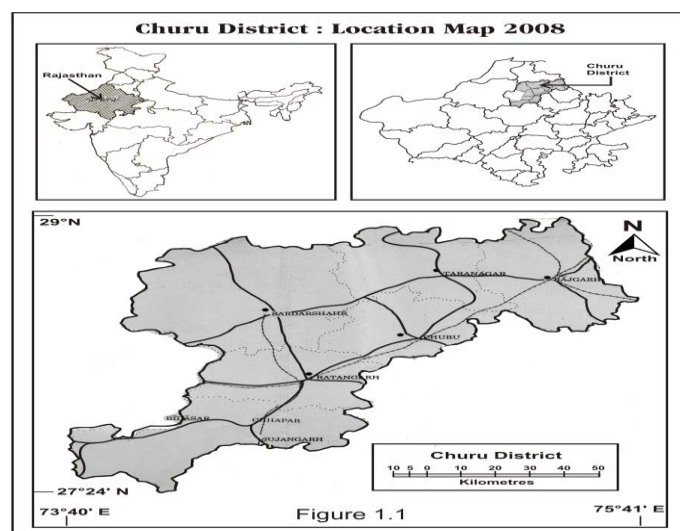 Churu District : Location Map 2008
Rajasthan
Churu
District
29°N
N
North
TARANAGAR
RAJGARH
SARDARSHAHR
CHURU
RATANGARH
BIDASAR
CHHAPAR
SUJANGARH
Churu District
10 5 0 10 20 30 40 50
Kilometres
27°24' N
73°40' E
Figure 1.1
75°41' E